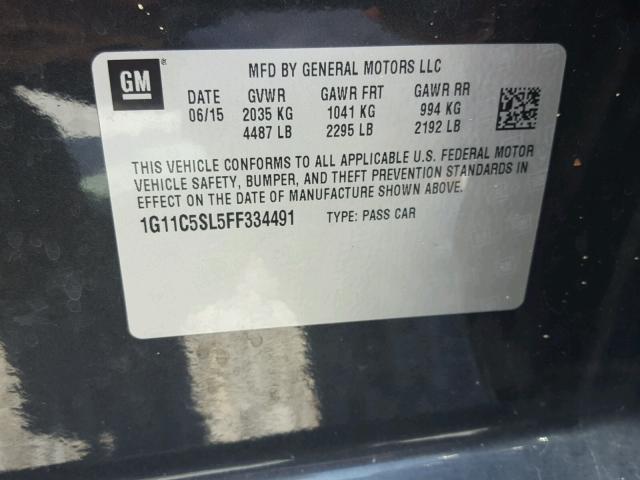 GM
®
MFD BY GENERAL MOTORS LLC
DATE GVWR GAWR FRT GAWR RR
06/15 2035 KG 1041 KG 994 KG
4487 LB 2295 LB 2192 LB
THIS VEHICLE CONFORMS TO ALL APPLICABLE U.S. FEDERAL MOTOR
VEHICLE SAFETY, BUMPER, AND THEFT PREVENTION STANDARDS IN
EFFECT ON THE DATE OF MANUFACTURE SHOWN ABOVE.
1G11C5SL5FF334491 TYPE: PASS CAR